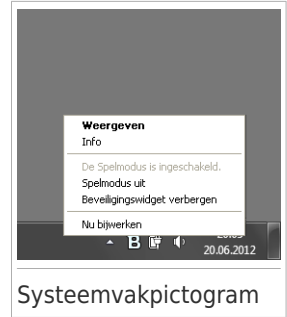 Weergeven
Info
De Spelmodus is ingeschakeld.
Spelmodus uit
Beveiligingswidget verbergen
Nu bijwerken
B
20.06.2012
Systeemvakpictogram